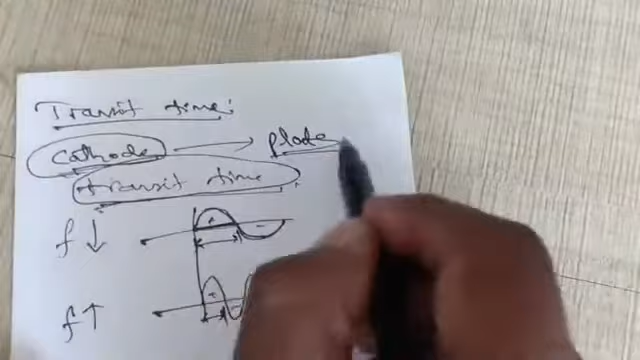 Transit time:
Cathode → plate
transit time
f ↓ + -
f ↑ +